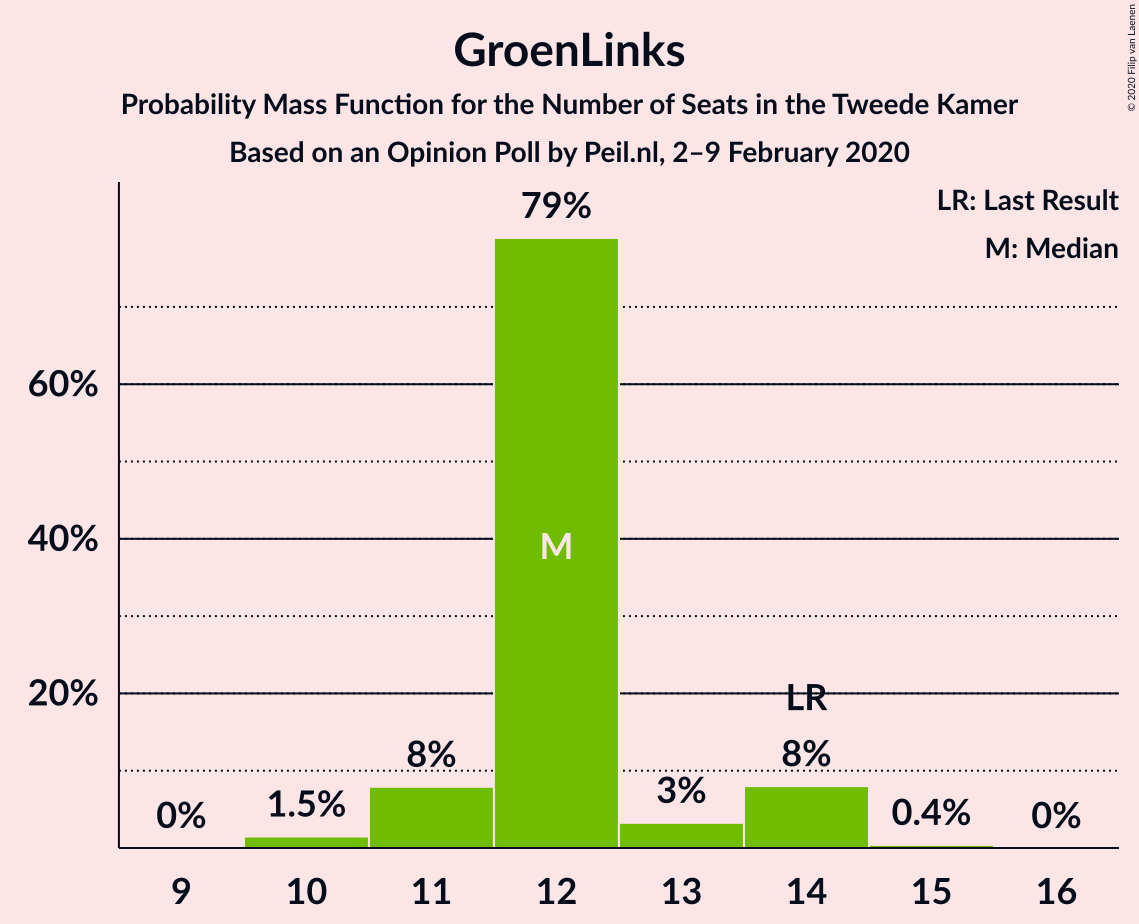 GroenLinks
Probability Mass Function for the Number of Seats in the Tweede Kamer
Based on an Opinion Poll by Peil.nl, 2–9 February 2020
© 2020 Filip van Laenen
LR: Last Result
M: Median
79%
60%
40%
M
20%
LR
8%
8%
3%
1.5%
0.4%
0%
0%
9 10 11 12 13 14 15 16